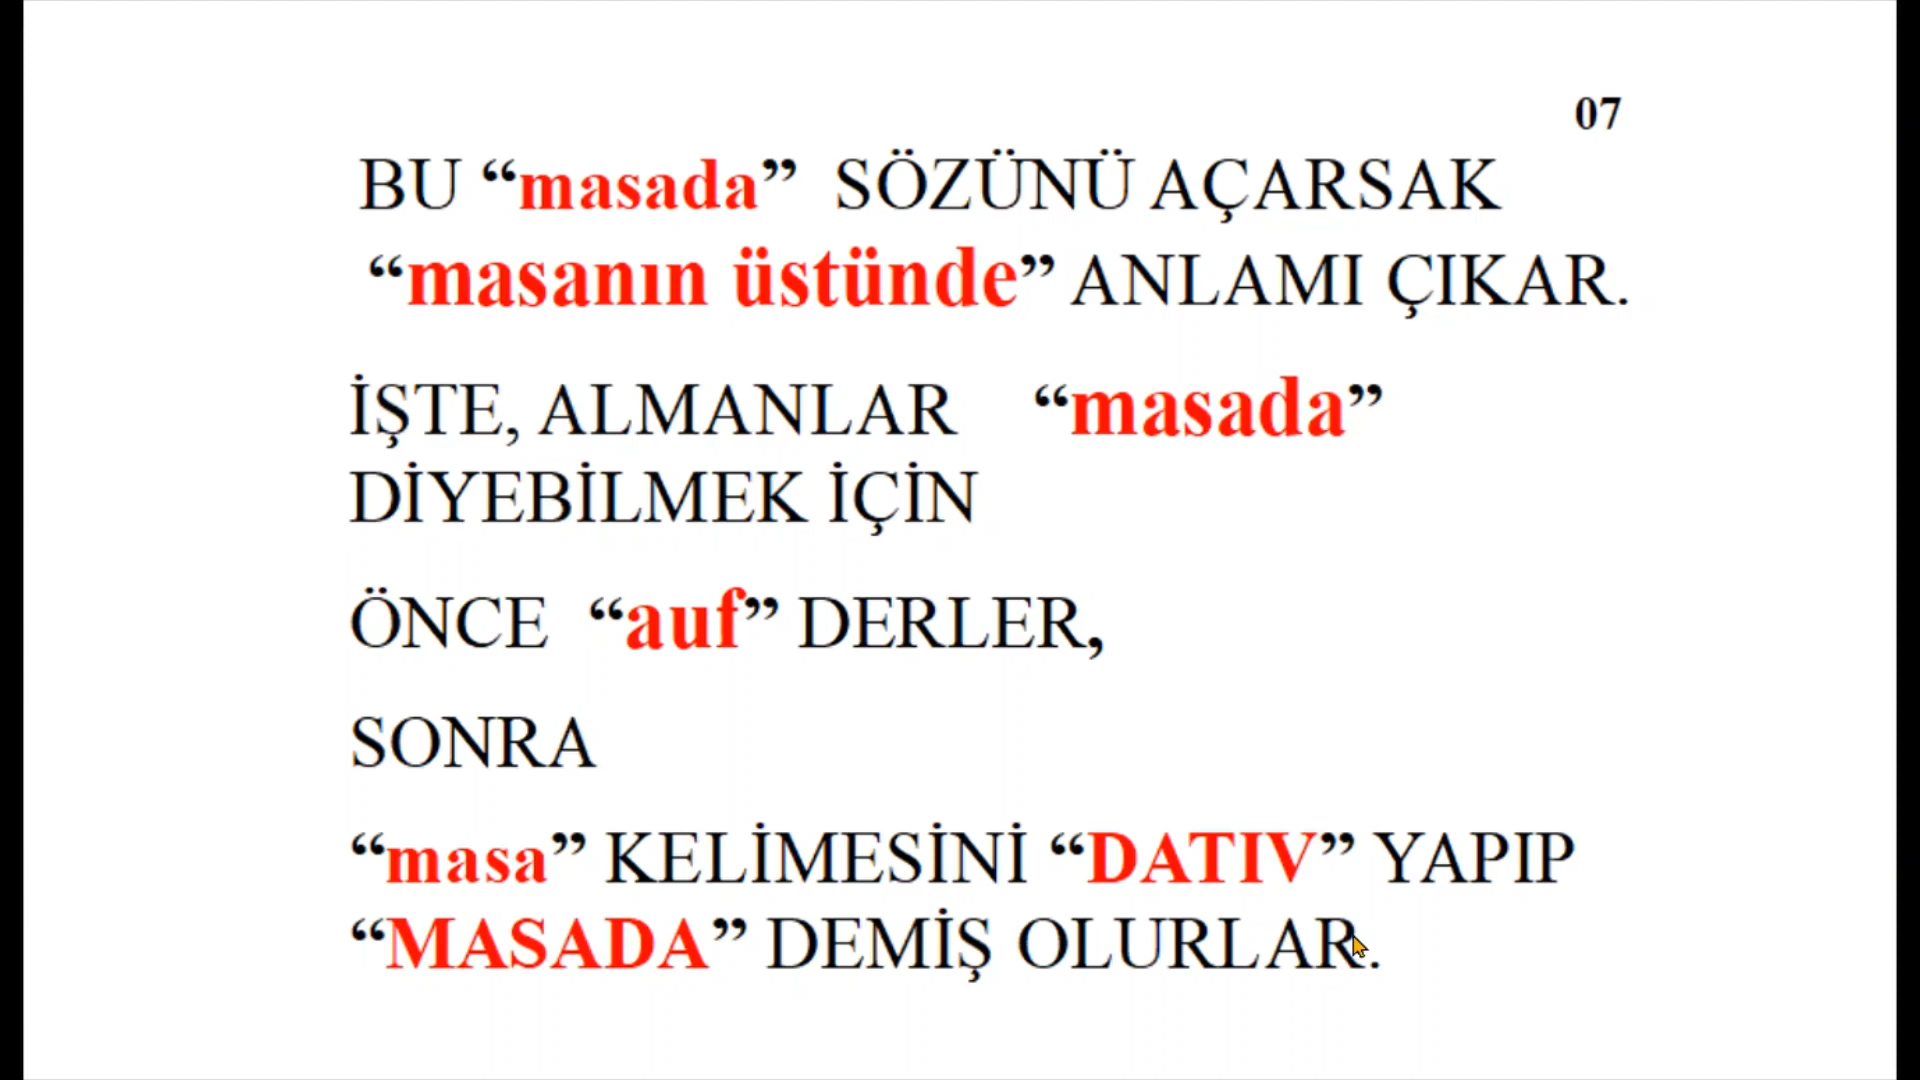 07
BU “masada” SÖZÜNÜ AÇARSAK
“masanın üstünde” ANLAMI ÇIKAR.
İŞTE, ALMANLAR “masada”
DİYEBİLMEK İÇİN
ÖNCE “auf” DERLER,
SONRA
“masa” KELİMESİNİ “DATIV” YAPIP
“MASADA” DEMİŞ OLURLAR.